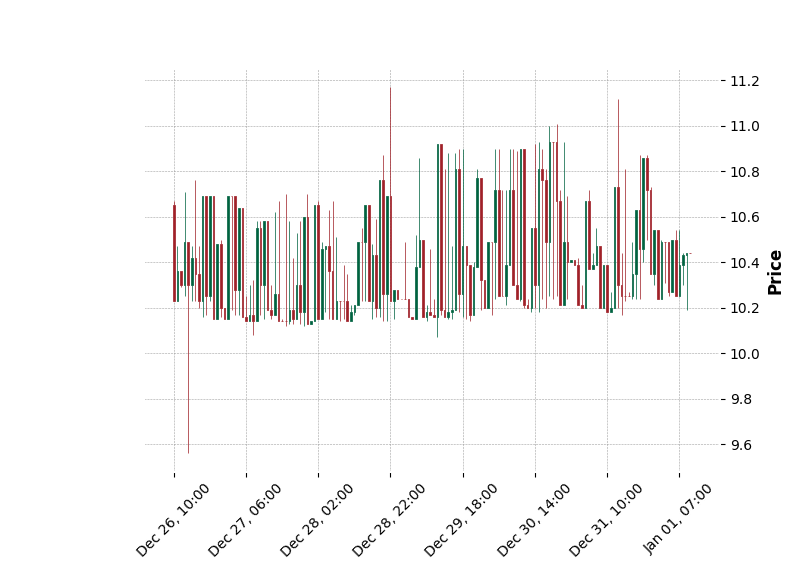 11.2
11.0
10.8
10.6
10.4
10.2
10.0
9.8
9.6
Price
Dec 26, 10:00
Dec 27, 06:00
Dec 28, 02:00
Dec 28, 22:00
Dec 29, 18:00
Dec 30, 14:00
Dec 31, 10:00
Jan 01, 07:00